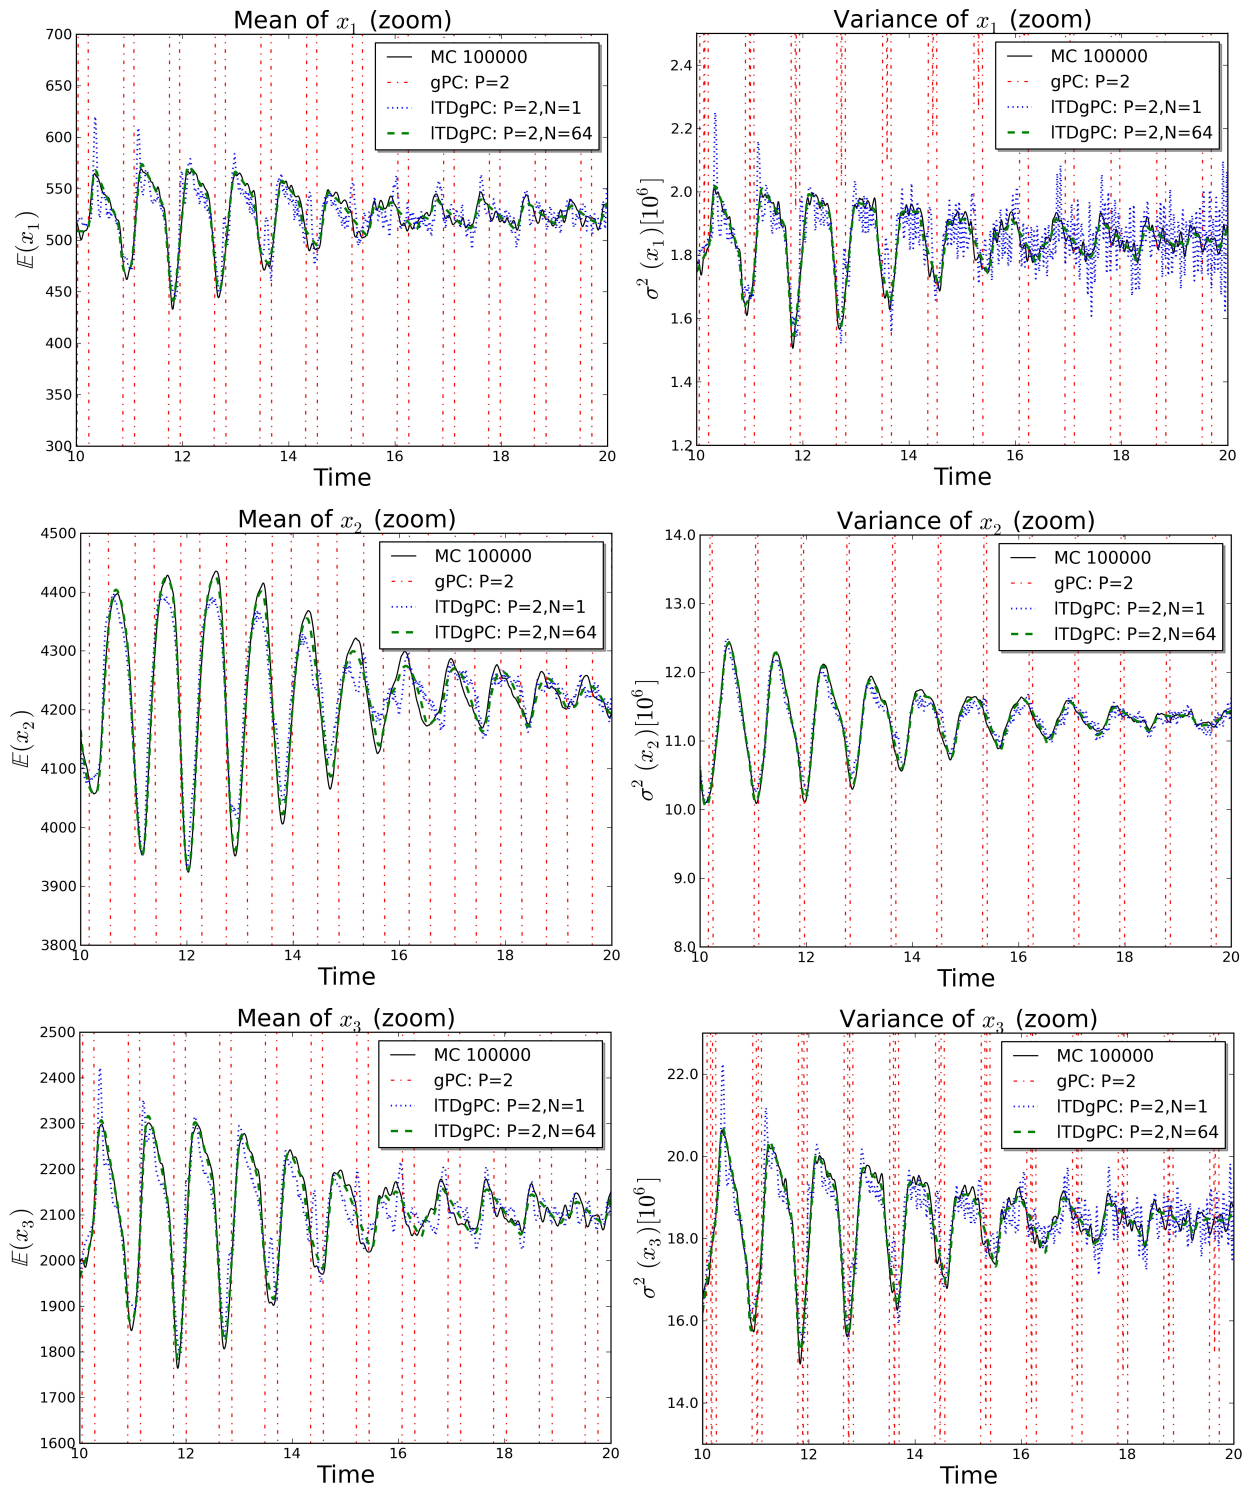 Mean of x1 (zoom)
700
650
600
550
500
450
400
350
300
𝔼(x1)
MC 100000
gPC: P=2
lTDgPC: P=2,N=1
lTDgPC: P=2,N=64
10 12 14 16 18 20
Time
Variance of x1 (zoom)
2.4
2.2
2.0
1.8
1.6
1.4
1.2
σ² (x1)[10⁶]
MC 100000
gPC: P=2
lTDgPC: P=2,N=1
lTDgPC: P=2,N=64
10 12 14 16 18 20
Time
Mean of x2 (zoom)
4500
4400
4300
4200
4100
4000
3900
3800
𝔼(x2)
MC 100000
gPC: P=2
lTDgPC: P=2,N=1
lTDgPC: P=2,N=64
10 12 14 16 18 20
Time
Variance of x2 (zoom)
14.0
13.0
12.0
11.0
10.0
9.0
8.0
σ² (x2)[10⁶]
MC 100000
gPC: P=2
lTDgPC: P=2,N=1
lTDgPC: P=2,N=64
10 12 14 16 18 20
Time
Mean of x3 (zoom)
2500
2400
2300
2200
2100
2000
1900
1800
1700
1600
𝔼(x3)
MC 100000
gPC: P=2
lTDgPC: P=2,N=1
lTDgPC: P=2,N=64
10 12 14 16 18 20
Time
Variance of x3 (zoom)
22.0
20.0
18.0
16.0
14.0
σ² (x3)[10⁶]
MC 100000
gPC: P=2
lTDgPC: P=2,N=1
lTDgPC: P=2,N=64
10 12 14 16 18 20
Time